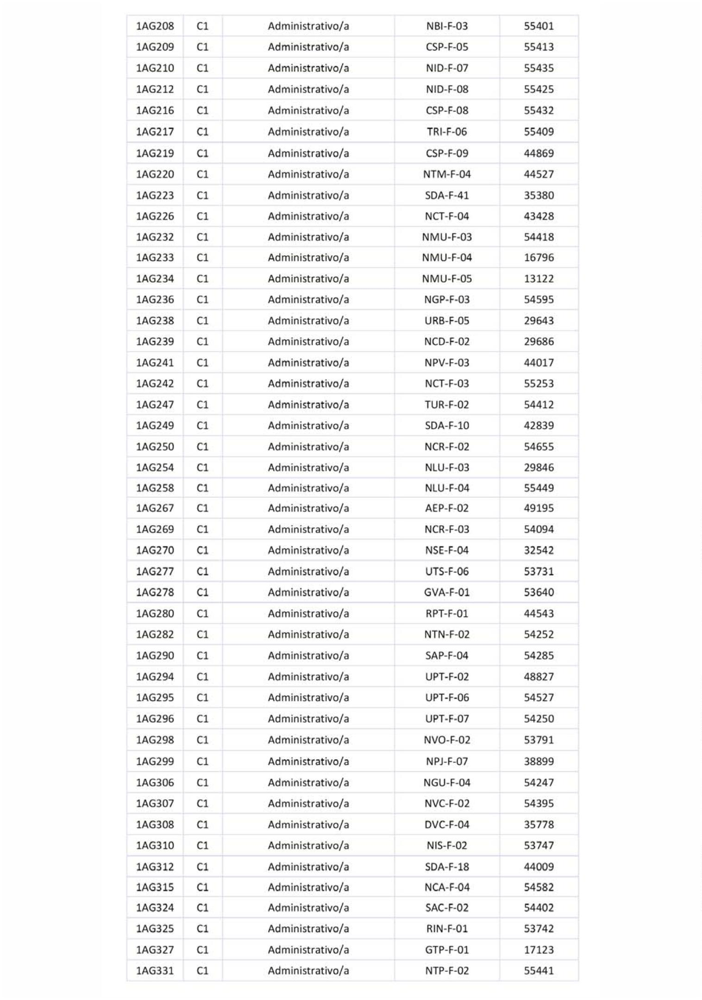 1AG208 C1 Administrativo/a NBI-F-03 55401
1AG209 C1 Administrativo/a CSP-F-05 55413
1AG210 C1 Administrativo/a NID-F-07 55435
1AG212 C1 Administrativo/a NID-F-08 55425
1AG216 C1 Administrativo/a CSP-F-08 55432
1AG217 C1 Administrativo/a TRI-F-06 55409
1AG219 C1 Administrativo/a CSP-F-09 44869
1AG220 C1 Administrativo/a NTM-F-04 44527
1AG223 C1 Administrativo/a SDA-F-41 35380
1AG226 C1 Administrativo/a NCT-F-04 43428
1AG232 C1 Administrativo/a NMU-F-03 54418
1AG233 C1 Administrativo/a NMU-F-04 16796
1AG234 C1 Administrativo/a NMU-F-05 13122
1AG236 C1 Administrativo/a NGP-F-03 54595
1AG238 C1 Administrativo/a URB-F-05 29643
1AG239 C1 Administrativo/a NCD-F-02 29686
1AG241 C1 Administrativo/a NPV-F-03 44017
1AG242 C1 Administrativo/a NCT-F-03 55253
1AG247 C1 Administrativo/a TUR-F-02 54412
1AG249 C1 Administrativo/a SDA-F-10 42839
1AG250 C1 Administrativo/a NCR-F-02 54655
1AG254 C1 Administrativo/a NLU-F-03 29846
1AG258 C1 Administrativo/a NLU-F-04 55449
1AG267 C1 Administrativo/a AEP-F-02 49195
1AG269 C1 Administrativo/a NCR-F-03 54094
1AG270 C1 Administrativo/a NSE-F-04 32542
1AG277 C1 Administrativo/a UTS-F-06 53731
1AG278 C1 Administrativo/a GVA-F-01 53640
1AG280 C1 Administrativo/a RPT-F-01 44543
1AG282 C1 Administrativo/a NTN-F-02 54252
1AG290 C1 Administrativo/a SAP-F-04 54285
1AG294 C1 Administrativo/a UPT-F-02 48827
1AG295 C1 Administrativo/a UPT-F-06 54527
1AG296 C1 Administrativo/a UPT-F-07 54250
1AG298 C1 Administrativo/a NVO-F-02 53791
1AG299 C1 Administrativo/a NPJ-F-07 38899
1AG306 C1 Administrativo/a NGU-F-04 54247
1AG307 C1 Administrativo/a NVC-F-02 54395
1AG308 C1 Administrativo/a DVC-F-04 35778
1AG310 C1 Administrativo/a NIS-F-02 53747
1AG312 C1 Administrativo/a SDA-F-18 44009
1AG315 C1 Administrativo/a NCA-F-04 54582
1AG324 C1 Administrativo/a SAC-F-02 54402
1AG325 C1 Administrativo/a RIN-F-01 53742
1AG327 C1 Administrativo/a GTP-F-01 17123
1AG331 C1 Administrativo/a NTP-F-02 55441